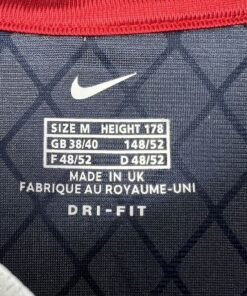 SIZE M HEIGHT 178
GB 38/40 148/52
F 48/52 D 48/52
MADE IN UK
FABRIQUE AU ROYAUME-UNI
DRI-FIT